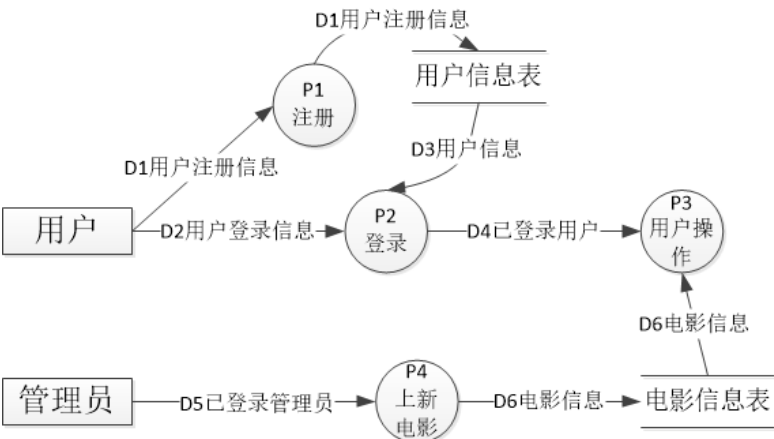 D1用户注册信息
P1
注册
用户信息表
D3用户信息
D1用户注册信息
用户
D2用户登录信息
P2
登录
D4已登录用户
P3
用户操
作
D6电影信息
管理员
D5已登录管理员
P4
上新
电影
D6电影信息
电影信息表